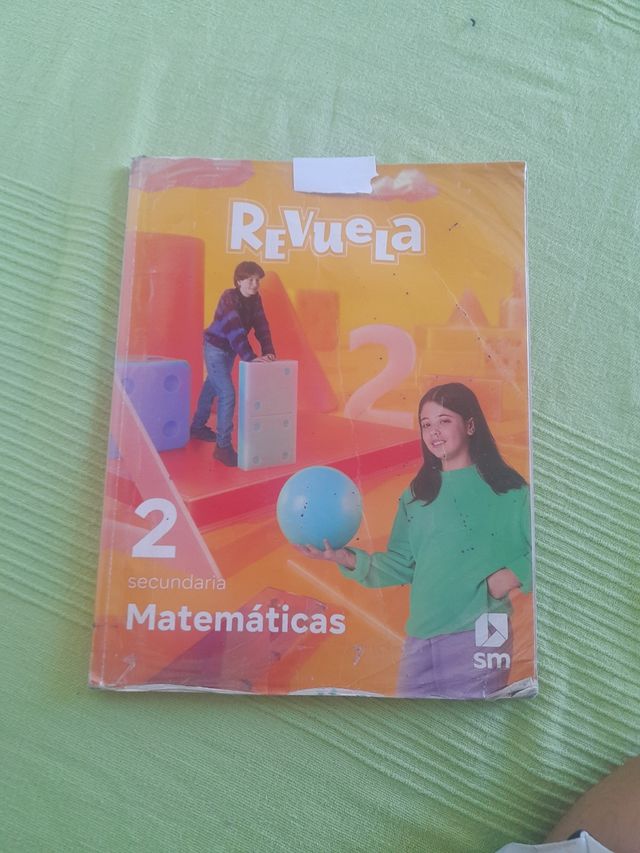 REVUELA
2
2
secundaria
Matemáticas
sm